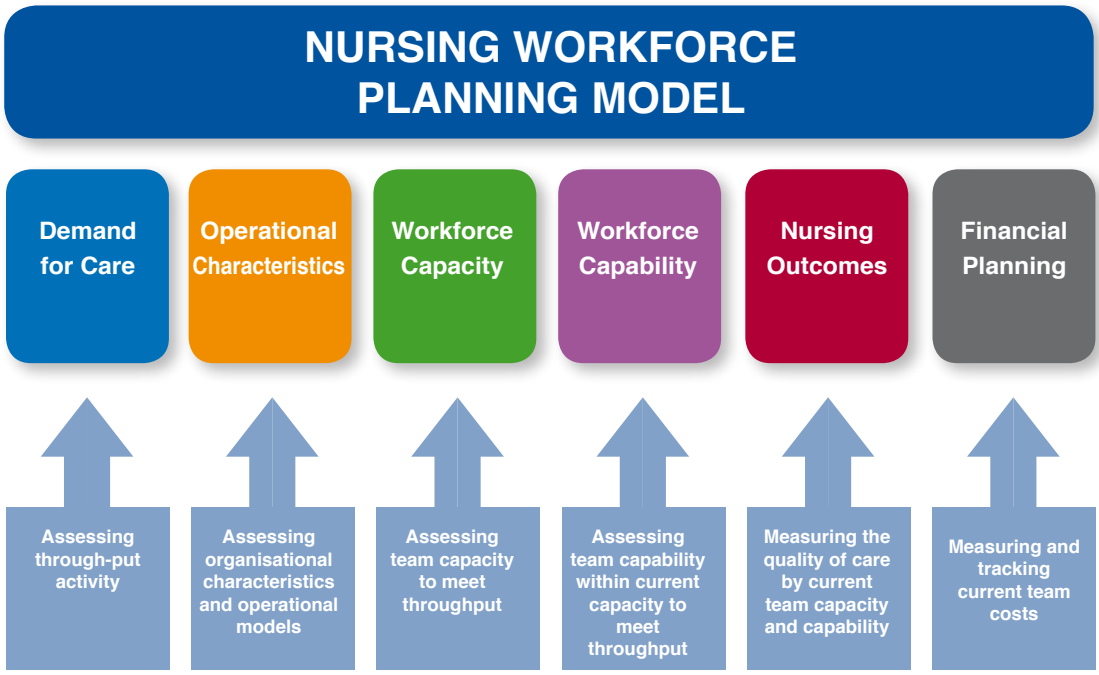 NURSING WORKFORCE
PLANNING MODEL
Demand
for Care
Operational
Characteristics
Workforce
Capacity
Workforce
Capability
Nursing
Outcomes
Financial
Planning
Assessing
through-put
activity
Assessing
organisational
characteristics
and operational
models
Assessing
team capacity
to meet
throughput
Assessing
team capability
within current
capacity to
meet
throughput
Measuring the
quality of care
by current
team capacity
and capability
Measuring and
tracking
current team
costs